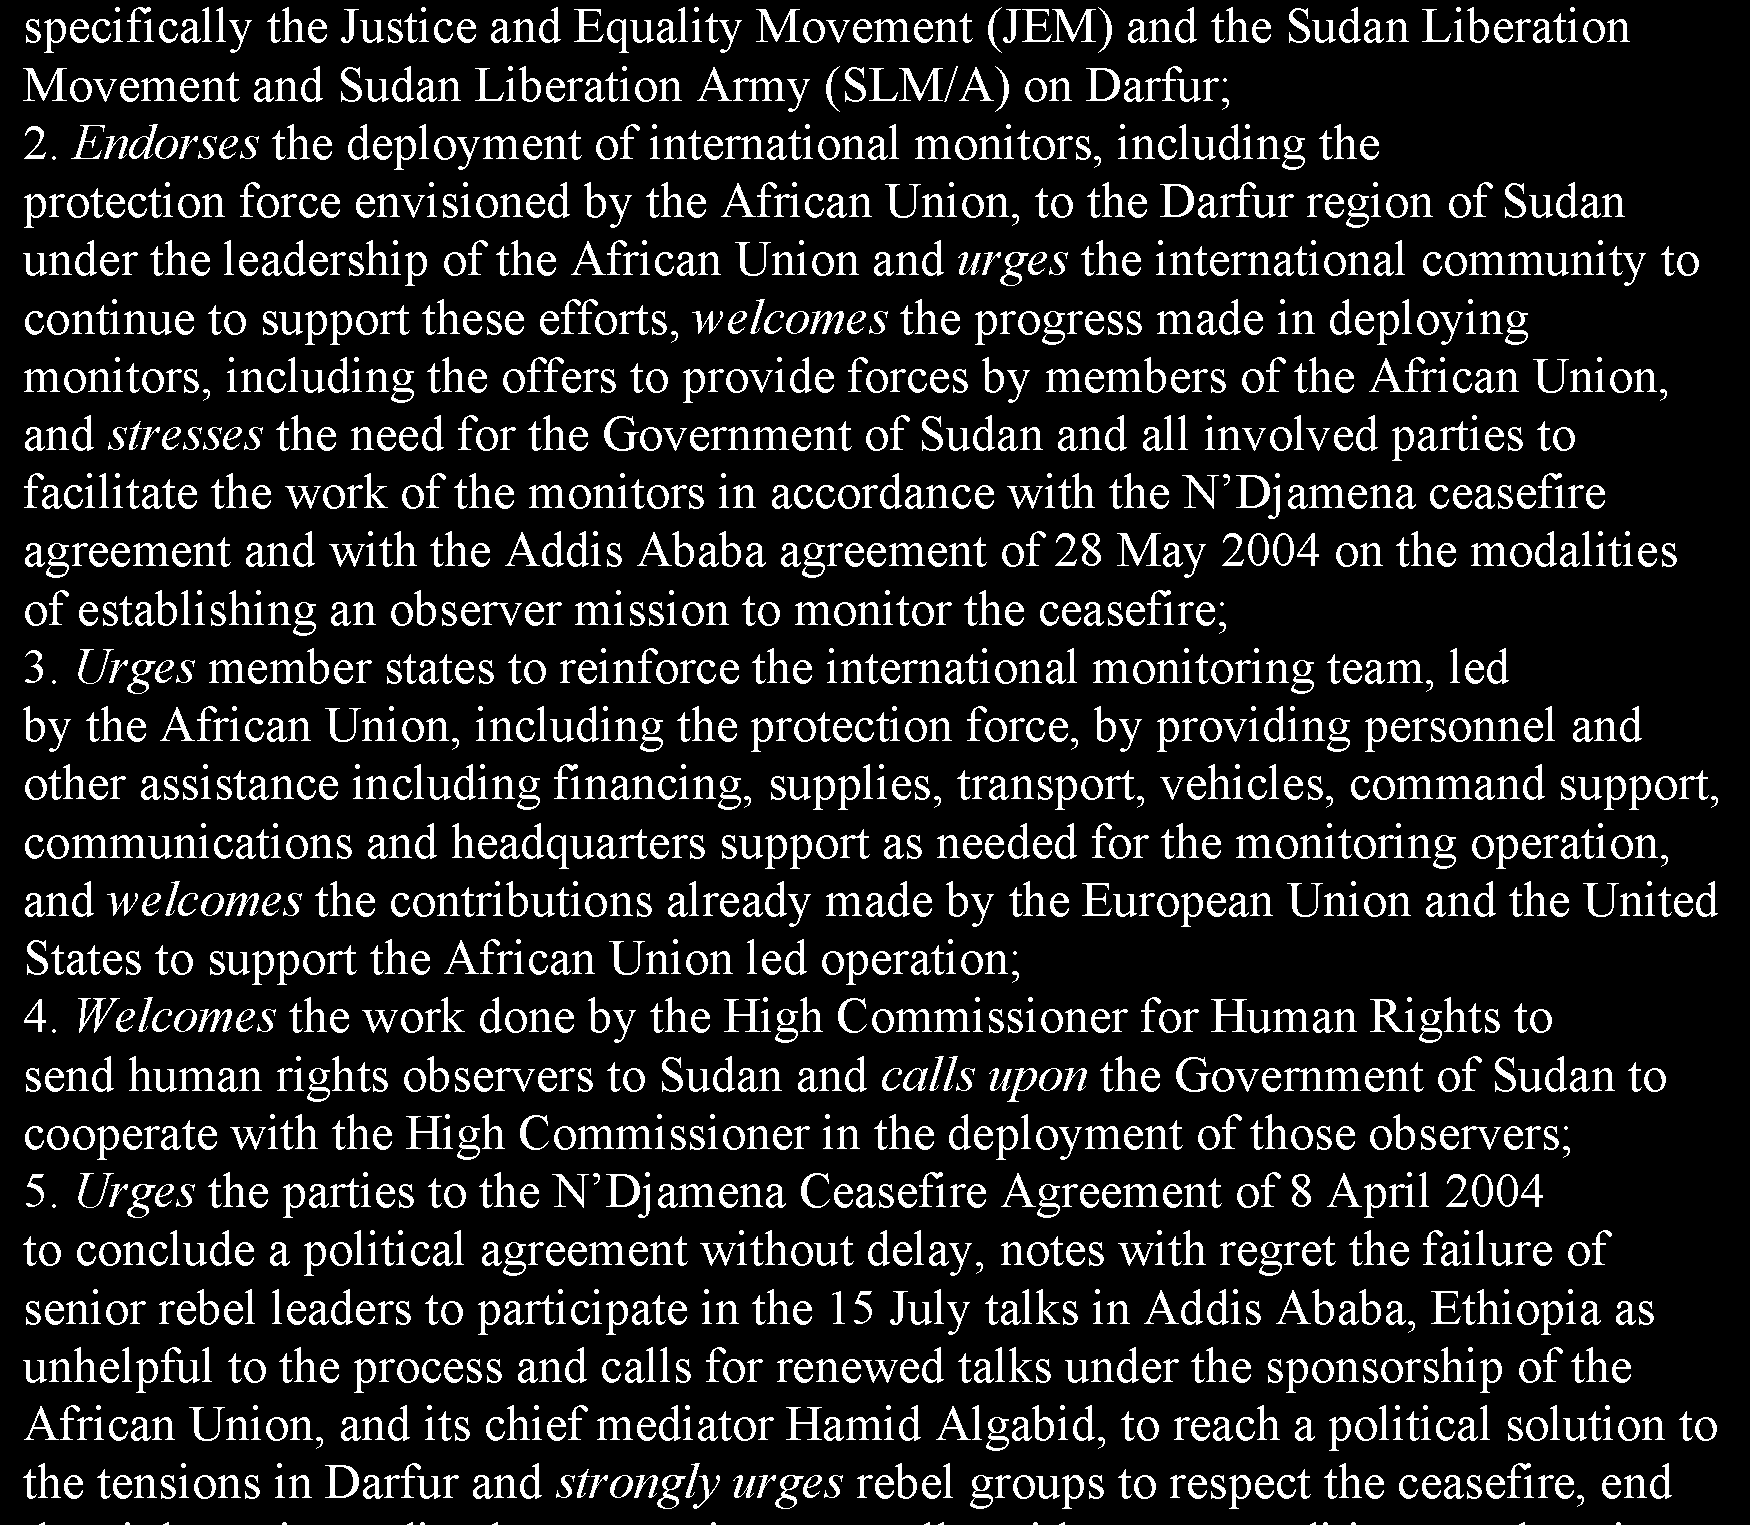 specifically the Justice and Equality Movement (JEM) and the Sudan Liberation
Movement and Sudan Liberation Army (SLM/A) on Darfur;
2. Endorses the deployment of international monitors, including the
protection force envisioned by the African Union, to the Darfur region of Sudan
under the leadership of the African Union and urges the international community to
continue to support these efforts, welcomes the progress made in deploying
monitors, including the offers to provide forces by members of the African Union,
and stresses the need for the Government of Sudan and all involved parties to
facilitate the work of the monitors in accordance with the N’Djamena ceasefire
agreement and with the Addis Ababa agreement of 28 May 2004 on the modalities
of establishing an observer mission to monitor the ceasefire;
3. Urges member states to reinforce the international monitoring team, led
by the African Union, including the protection force, by providing personnel and
other assistance including financing, supplies, transport, vehicles, command support,
communications and headquarters support as needed for the monitoring operation,
and welcomes the contributions already made by the European Union and the United
States to support the African Union led operation;
4. Welcomes the work done by the High Commissioner for Human Rights to
send human rights observers to Sudan and calls upon the Government of Sudan to
cooperate with the High Commissioner in the deployment of those observers;
5. Urges the parties to the N’Djamena Ceasefire Agreement of 8 April 2004
to conclude a political agreement without delay, notes with regret the failure of
senior rebel leaders to participate in the 15 July talks in Addis Ababa, Ethiopia as
unhelpful to the process and calls for renewed talks under the sponsorship of the
African Union, and its chief mediator Hamid Algabid, to reach a political solution to
the tensions in Darfur and strongly urges rebel groups to respect the ceasefire, end